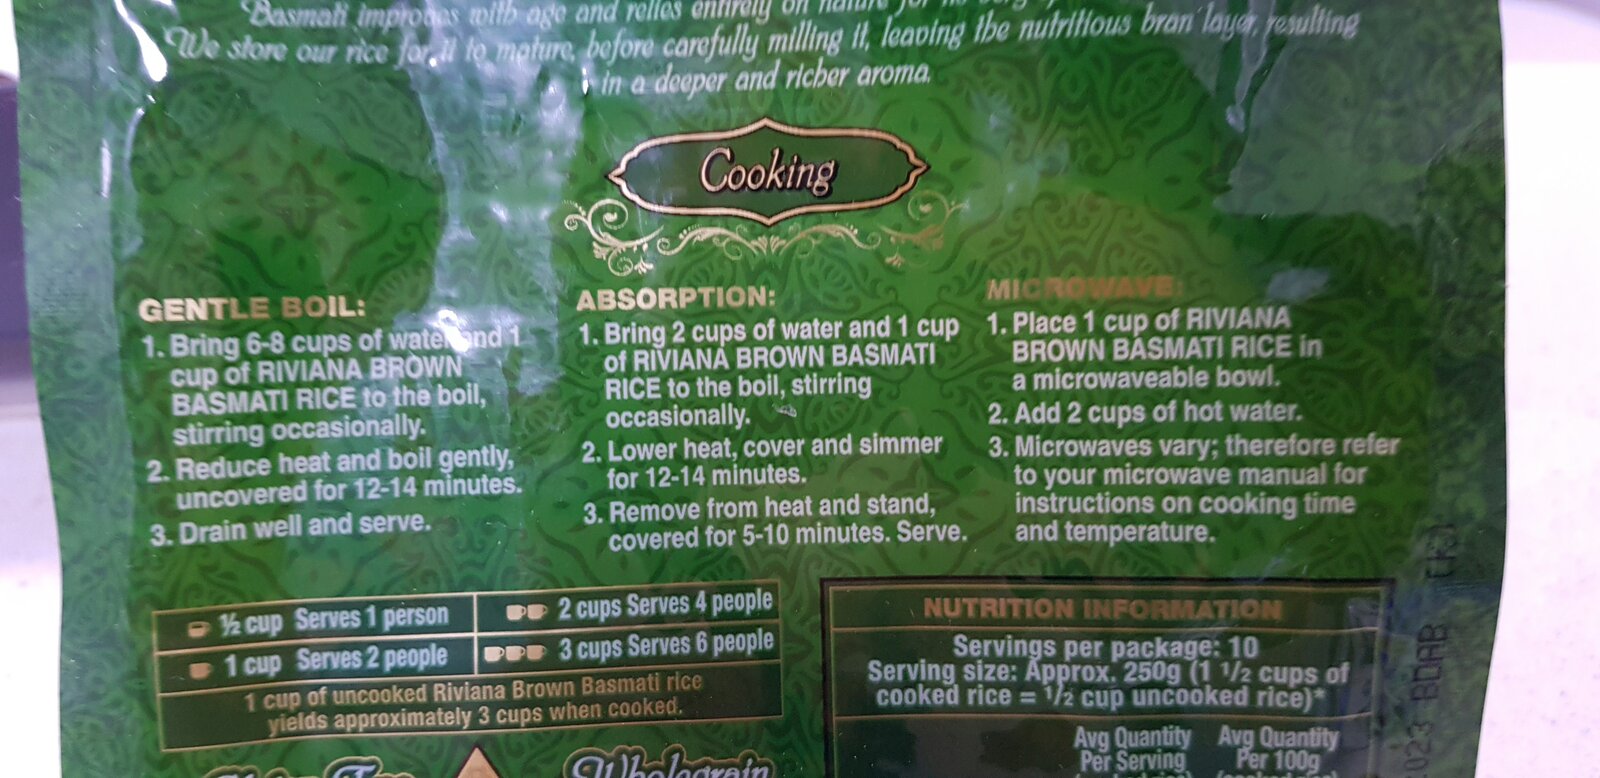 Basmati improves with age and relies entirely on nature for
We store our rice for it to mature, before carefully milling it, leaving the nutritious bran layer, resulting
in a deeper and richer aroma.
Cooking
GENTLE BOIL:
1. Bring 6-8 cups of water and 1
cup of RIVIANA BROWN
BASMATI RICE to the boil,
stirring occasionally.
2. Reduce heat and boil gently,
uncovered for 12-14 minutes.
3. Drain well and serve.
ABSORPTION:
1. Bring 2 cups of water and 1 cup
of RIVIANA BROWN BASMATI
RICE to the boil, stirring
occasionally.
2. Lower heat, cover and simmer
for 12-14 minutes.
3. Remove from heat and stand,
covered for 5-10 minutes. Serve.
MICROWAVE:
1. Place 1 cup of RIVIANA
BROWN BASMATI RICE in
a microwaveable bowl.
2. Add 2 cups of hot water.
3. Microwaves vary; therefore refer
to your microwave manual for
instructions on cooking time
and temperature.
½ cup Serves 1 person
2 cups Serves 4 people
1 cup Serves 2 people
3 cups Serves 6 people
1 cup of uncooked Riviana Brown Basmati rice
yields approximately 3 cups when cooked.
NUTRITION INFORMATION
Servings per package: 10
Serving size: Approx. 250g (1 1/2 cups of
cooked rice = 1/2 cup uncooked rice)*
Avg Quantity Avg Quantity
Per Serving Per 100g
Wholegrain